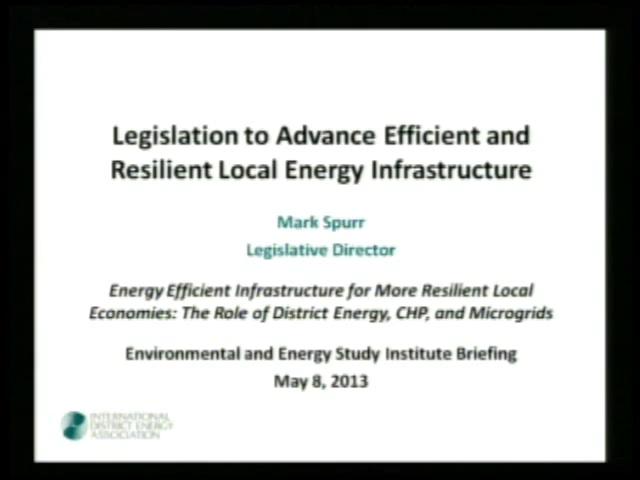 Legislation to Advance Efficient and
Resilient Local Energy Infrastructure
Mark Spurr
Legislative Director
Energy Efficient Infrastructure for More Resilient Local
Economies: The Role of District Energy, CHP, and Microgrids
Environmental and Energy Study Institute Briefing
May 8, 2013
INTERNATIONAL
DISTRICT ENERGY
ASSOCIATION